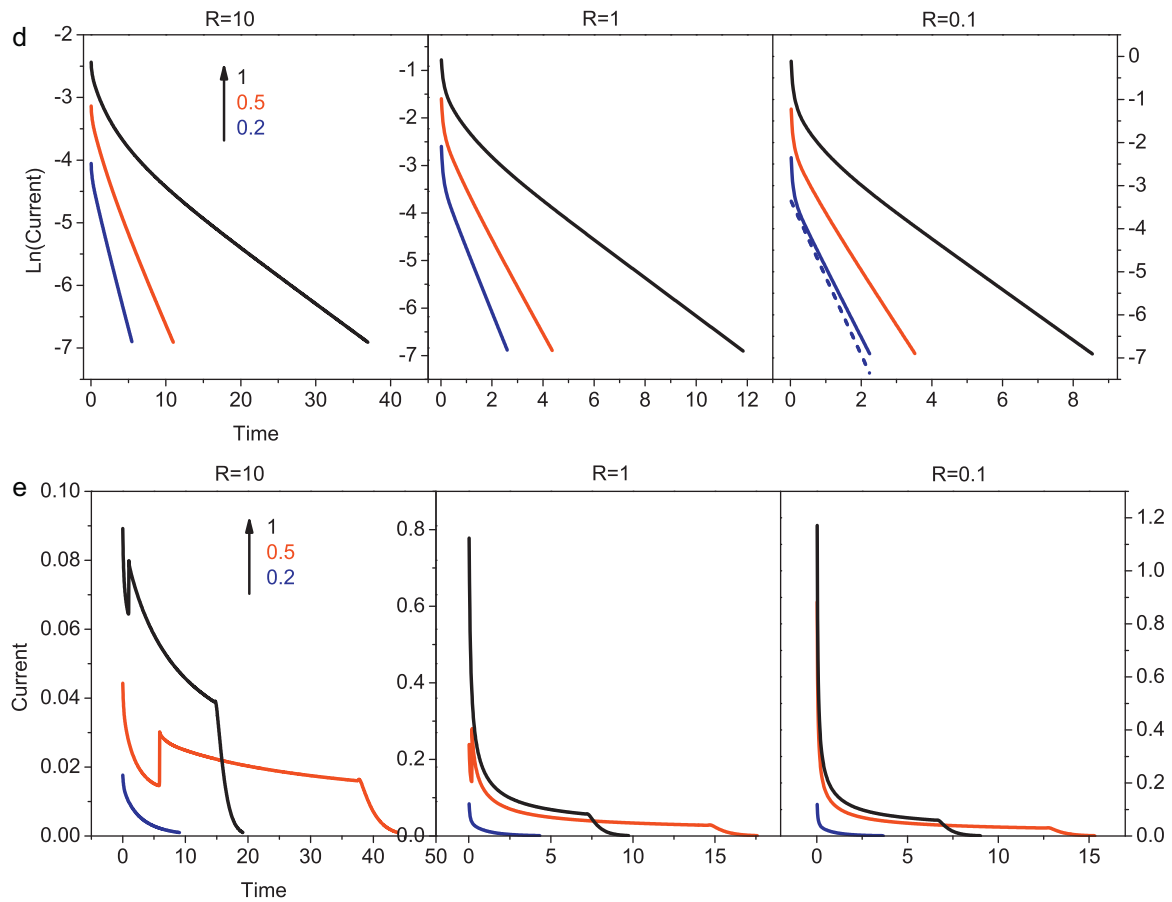 d
R=10 R=1 R=0.1
-2 -3 -4 -5 -6 -7
-1 -2 -3 -4 -5 -6 -7
0 -1 -2 -3 -4 -5 -6 -7
1
0.5
0.2
Ln(Current)
0 10 20 30 40 0 2 4 6 8 10 12 0 2 4 6 8
Time
e
R=10 R=1 R=0.1
0.10 0.08 0.06 0.04 0.02 0.00
0.8 0.6 0.4 0.2 0.0
1.2 1.0 0.8 0.6 0.4 0.2 0.0
1
0.5
0.2
Current
0 10 20 30 40 50 0 5 10 15 0 5 10 15
Time